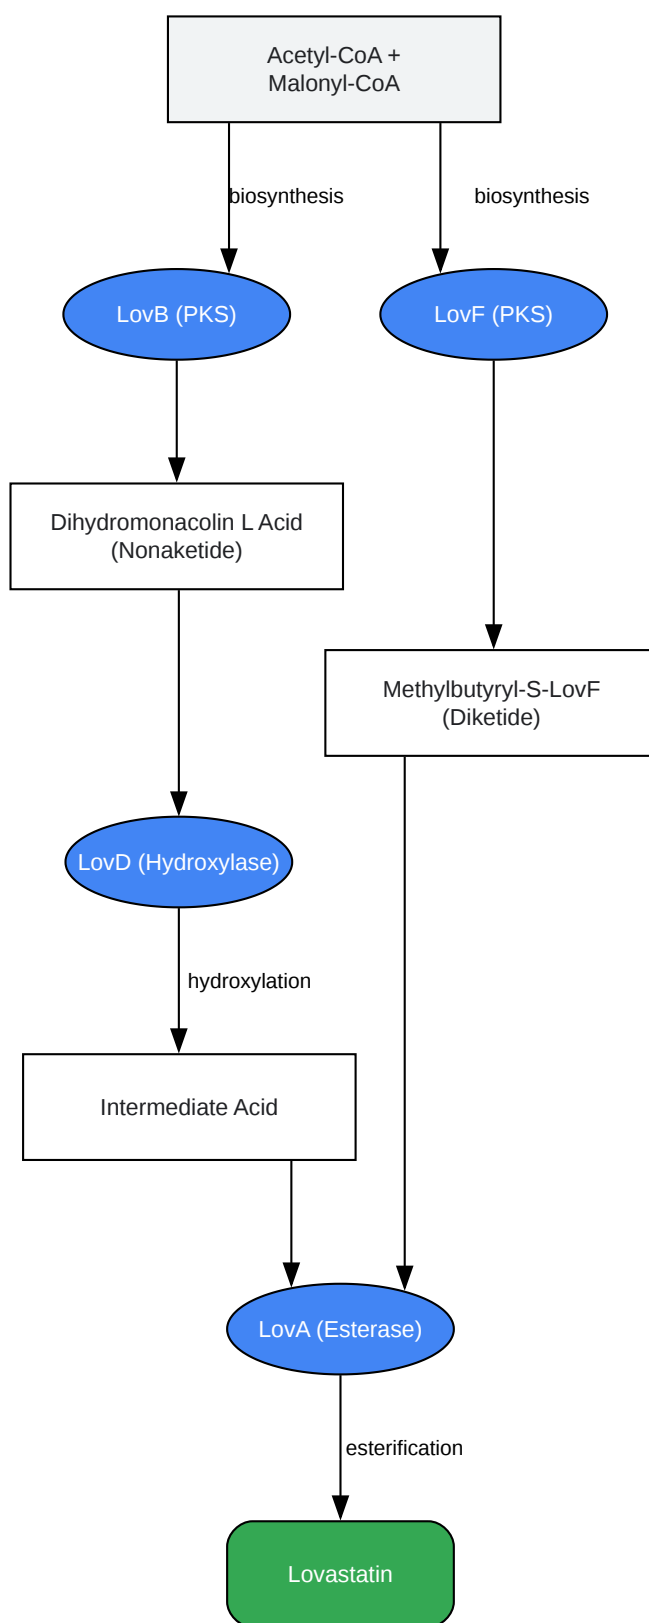 Acetyl-CoA +
Malonyl-CoA
biosynthesis
biosynthesis
LovB (PKS)
LovF (PKS)
Dihydromonacolin L Acid
(Nonaketide)
Methylbutyryl-S-LovF
(Diketide)
LovD (Hydroxylase)
hydroxylation
Intermediate Acid
LovA (Esterase)
esterification
Lovastatin